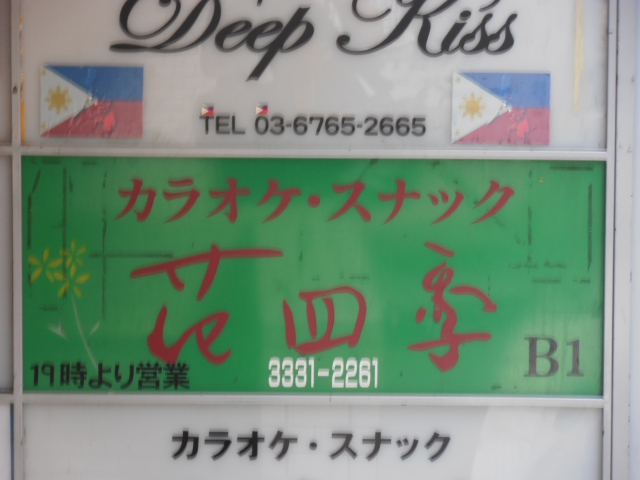 Deep Kiss
TEL 03-6765-2665
カラオケ・スナック
花四季
19時より営業
3331-2261
B1
カラオケ・スナック